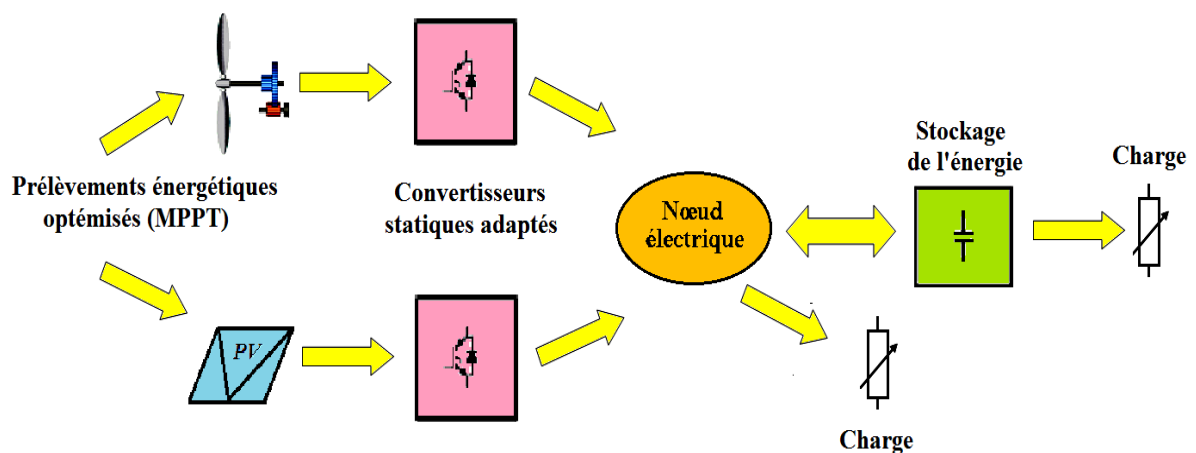 Prélèvements énergétiques
optémisés (MPPT)
PV
Convertisseurs
statiques adaptés
Nœud
électrique
Stockage
de l'énergie
Charge
Charge